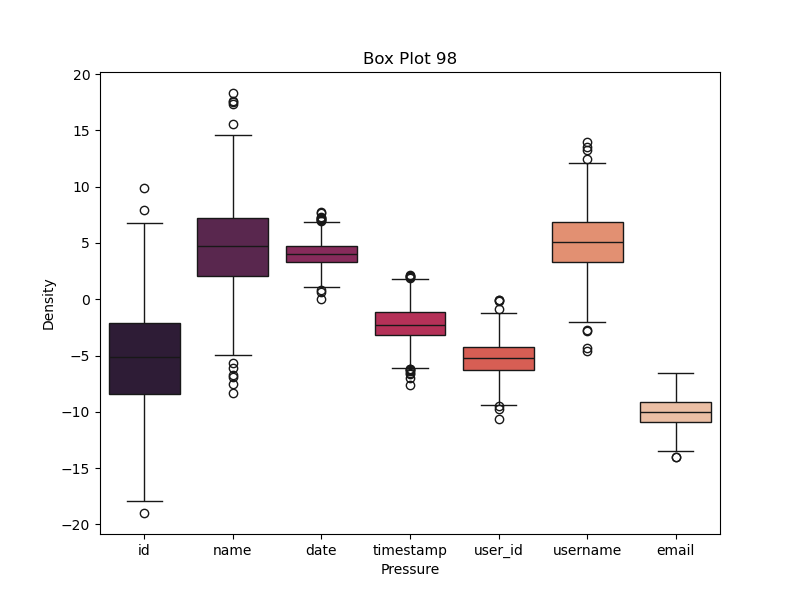 Box Plot 98
20
15
10
5
0
−5
−10
−15
−20
Density
id name date timestamp user_id username email
Pressure